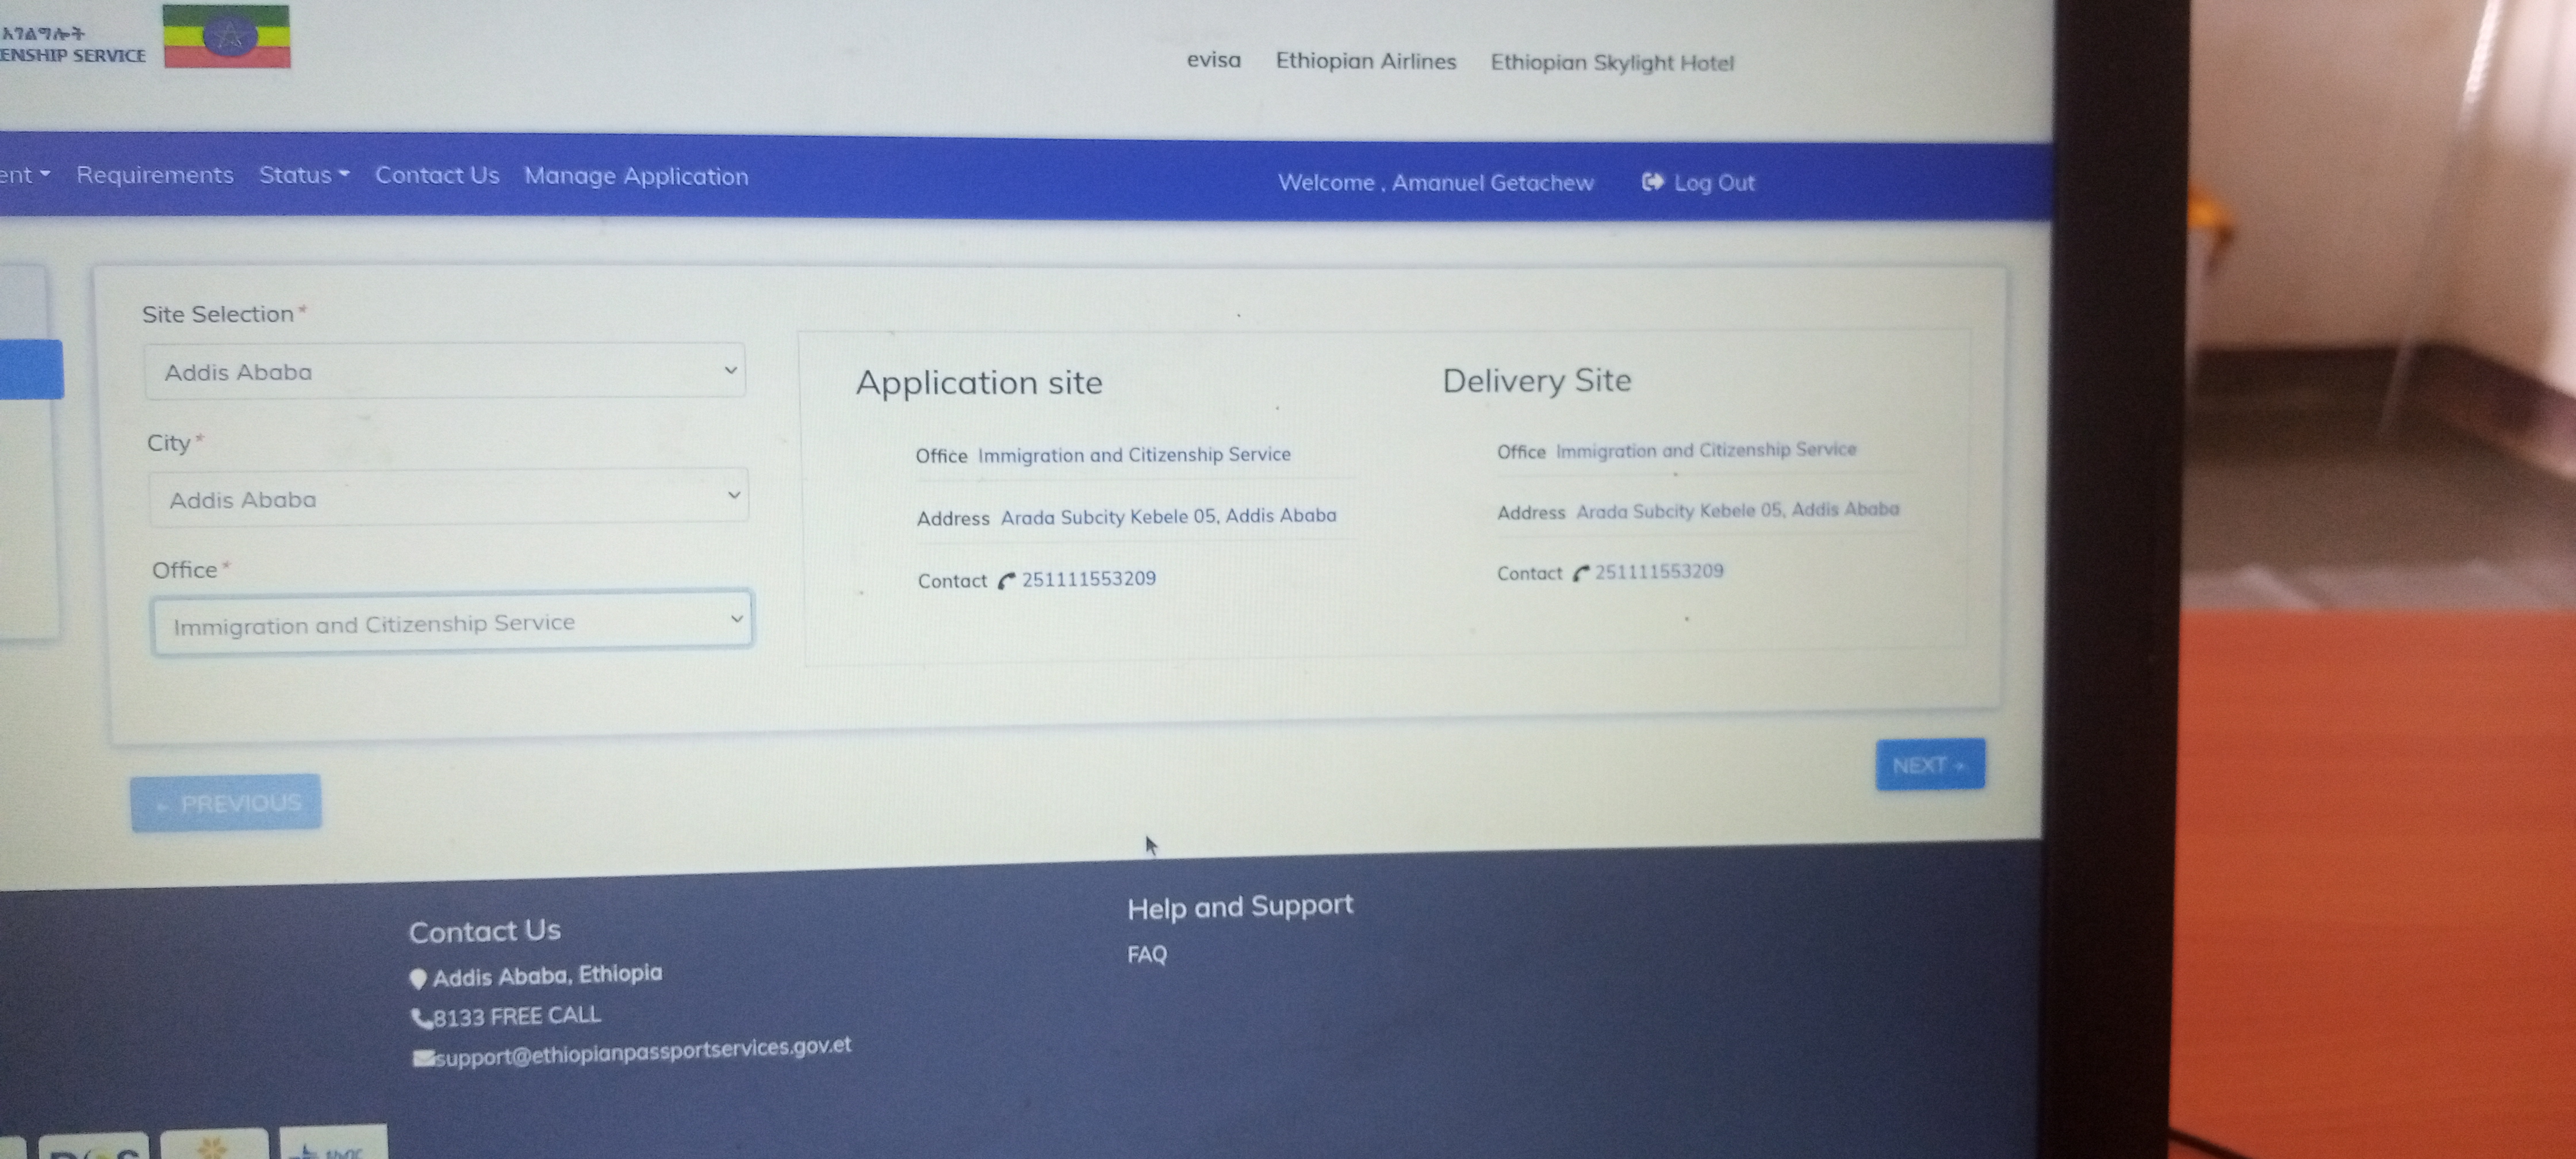 አገልግሎት
ENSHIP SERVICE
evisa Ethiopian Airlines Ethiopian Skylight Hotel
ent Requirements Status Contact Us Manage Application Welcome , Amanuel Getachew Log Out
Site Selection *
Addis Ababa
City *
Addis Ababa
Office *
Immigration and Citizenship Service
Application site
Office Immigration and Citizenship Service
Address Arada Subcity Kebele 05, Addis Ababa
Contact 251111553209
Delivery Site
Office Immigration and Citizenship Service
Address Arada Subcity Kebele 05, Addis Ababa
Contact 251111553209
← PREVIOUS
NEXT →
Contact Us
Addis Ababa, Ethiopia
8133 FREE CALL
support@ethiopianpassportservices.gov.et
Help and Support
FAQ